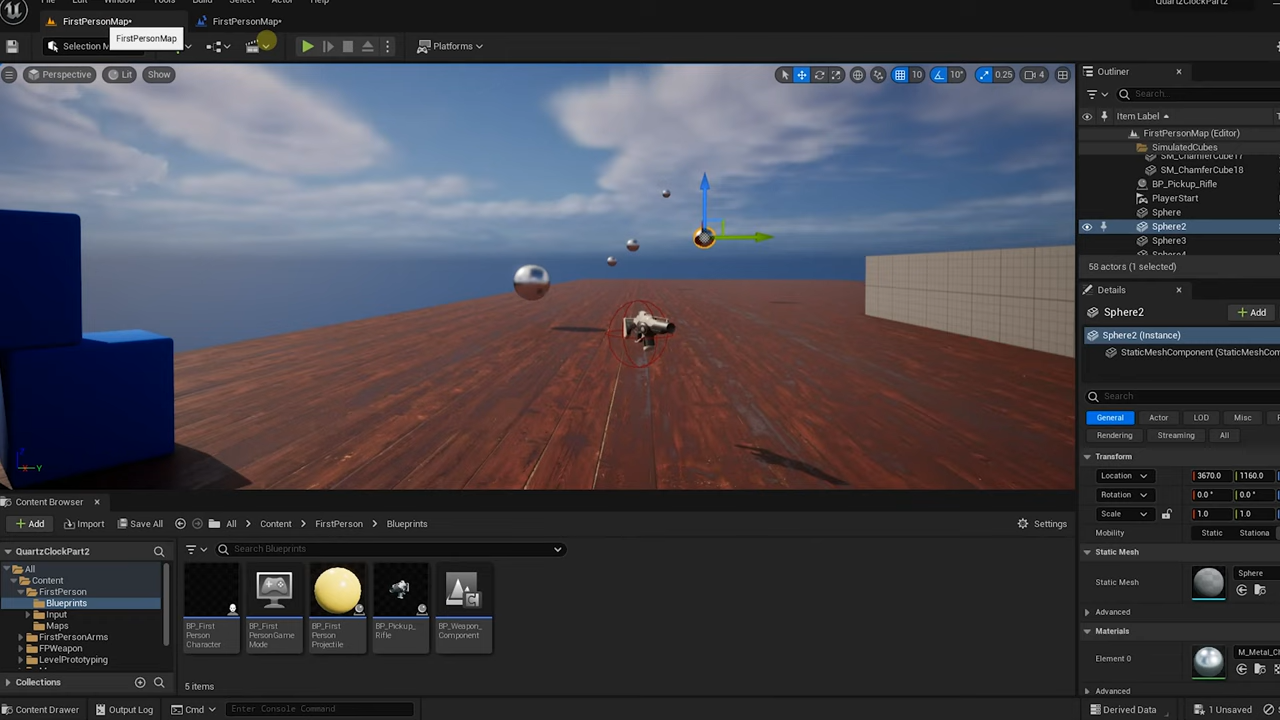 File Edit Window Tools Build Select Actor Help
QuartzClockPart2
FirstPersonMap*
FirstPersonMap*
FirstPersonMap
Selection M
Platforms
Perspective
Lit
Show
10
10°
0.25
4
Outliner
Search...
Item Label
FirstPersonMap (Editor)
SimulatedCubes
SM_ChamferCube17
SM_ChamferCube18
BP_Pickup_Rifle
PlayerStart
Sphere
Sphere2
Sphere3
Sphere4
58 actors (1 selected)
Details
Sphere2
Add
Sphere2 (Instance)
StaticMeshComponent (StaticMeshCom
Search
General
Actor
LOD
Misc
Rendering
Streaming
All
Transform
Location
3670.0
1160.0
Rotation
0.0 °
0.0 °
Scale
1.0
1.0
Mobility
Static
Stationa
Static Mesh
Static Mesh
Sphere
Advanced
Materials
Element 0
M_Metal_Ch
Advanced
X
Y
Z
Content Browser
Add
Import
Save All
All
Content
FirstPerson
Blueprints
Settings
QuartzClockPart2
Search Blueprints
All
Content
FirstPerson
Blueprints
Input
Maps
FirstPersonArms
FPWeapon
LevelPrototyping
Collections
BP_First
Person
Character
BP_First
PersonGame
Mode
BP_First
Person
Projectile
BP_Pickup_
Rifle
BP_Weapon_
Component
5 items
Content Drawer
Output Log
Cmd
Enter Console Command
Derived Data
1 Unsaved